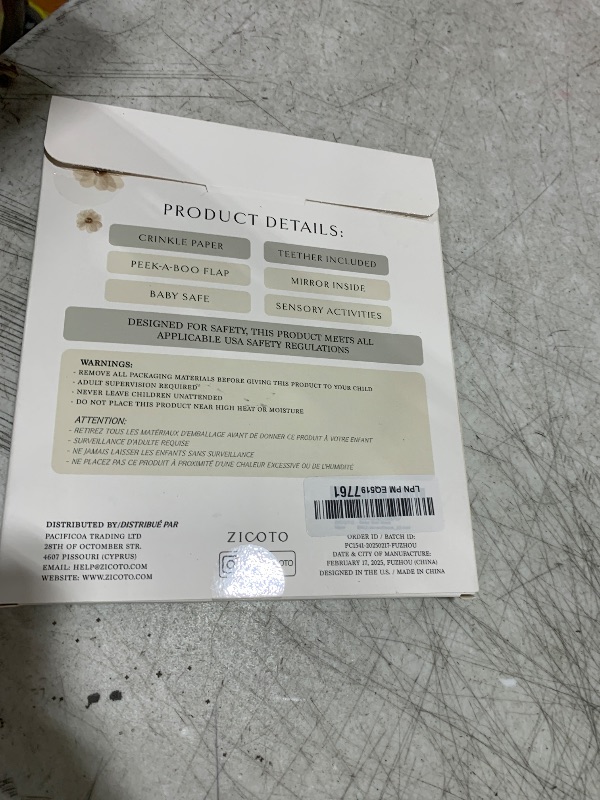 PRODUCT DETAILS:
CRINKLE PAPER
TEETHER INCLUDED
PEEK-A-BOO FLAP
MIRROR INSIDE
BABY SAFE
SENSORY ACTIVITIES
DESIGNED FOR SAFETY, THIS PRODUCT MEETS ALL
APPLICABLE USA SAFETY REGULATIONS
WARNINGS:
- REMOVE ALL PACKAGING MATERIALS BEFORE GIVING THIS PRODUCT TO YOUR CHILD
- ADULT SUPERVISION REQUIRED
- NEVER LEAVE CHILDREN UNATTENDED
- DO NOT PLACE THIS PRODUCT NEAR HIGH HEAT OR MOISTURE
ATTENTION:
- RETIREZ TOUS LES MATÉRIAUX D'EMBALLAGE AVANT DE DONNER CE PRODUIT À VOTRE ENFANT
- SURVEILLANCE D'ADULTE REQUISE
- NE JAMAIS LAISSER LES ENFANTS SANS SURVEILLANCE
- NE PLACEZ PAS CE PRODUIT À PROXIMITÉ D'UNE CHALEUR EXCESSIVE OU DE L'HUMIDITÉ
LPN PM EQ519 7761
DISTRIBUTED BY/DISTRIBUÉ PAR
PACIFICOA TRADING LTD
28TH OF OCTOMBER STR.
4607 PISSOURI (CYPRUS)
EMAIL: HELP@ZICOTO.COM
WEBSITE: WWW.ZICOTO.COM
ZICOTO
ORDER ID / BATCH ID:
PC1541-20250217-FUZHOU
DATE & CITY OF MANUFACTURE:
FEBRUARY 17, 2025, FUZHOU (CHINA)
DESIGNED IN THE U.S. / MADE IN CHINA